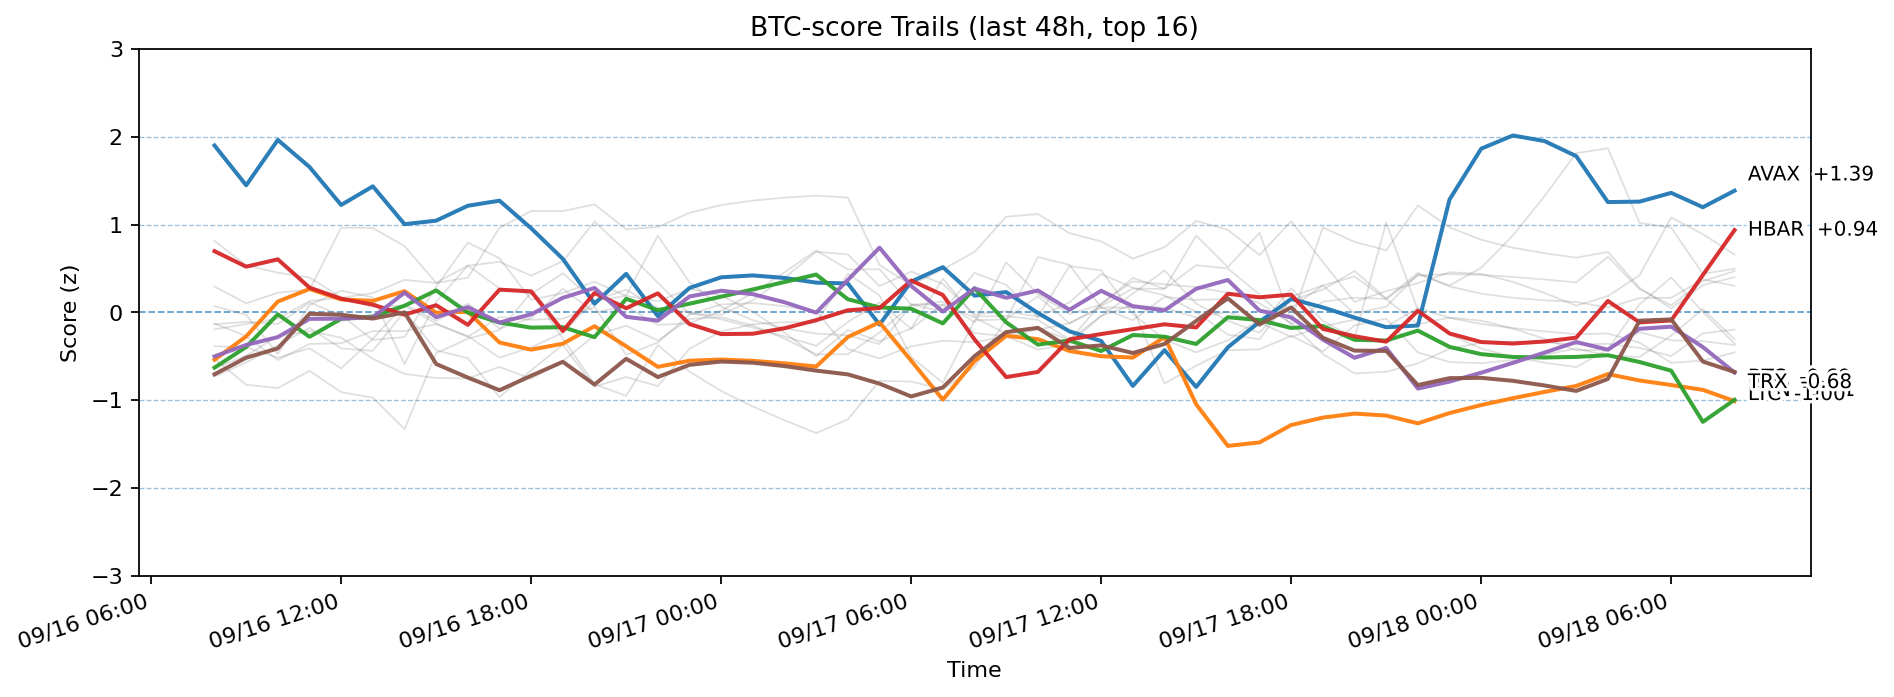 BTC-score Trails (last 48h, top 16)
Score (z)
3
2
1
0
−1
−2
−3
AVAX +1.39
HBAR +0.94
TRX -0.68
LTC -1.00
09/16 06:00
09/16 12:00
09/16 18:00
09/17 00:00
09/17 06:00
09/17 12:00
09/17 18:00
09/18 00:00
09/18 06:00
Time